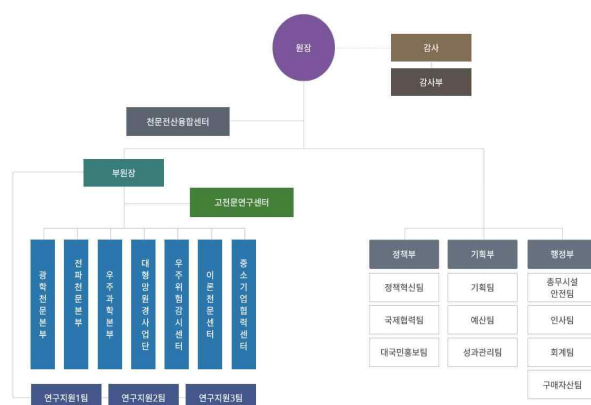 원장
감사
감사부
천문전산융합센터
부원장
고천문연구센터
광학천문본부
전파천문본부
우주과학본부
대형망원경사업단
우주위험감시센터
이론천문센터
중소기업협력센터
정책부
기획부
행정부
정책혁신팀
기획팀
총무시설
안전팀
국제협력팀
예산팀
인사팀
대국민홍보팀
성과관리팀
회계팀
구매자산팀
연구지원1팀
연구지원2팀
연구지원3팀